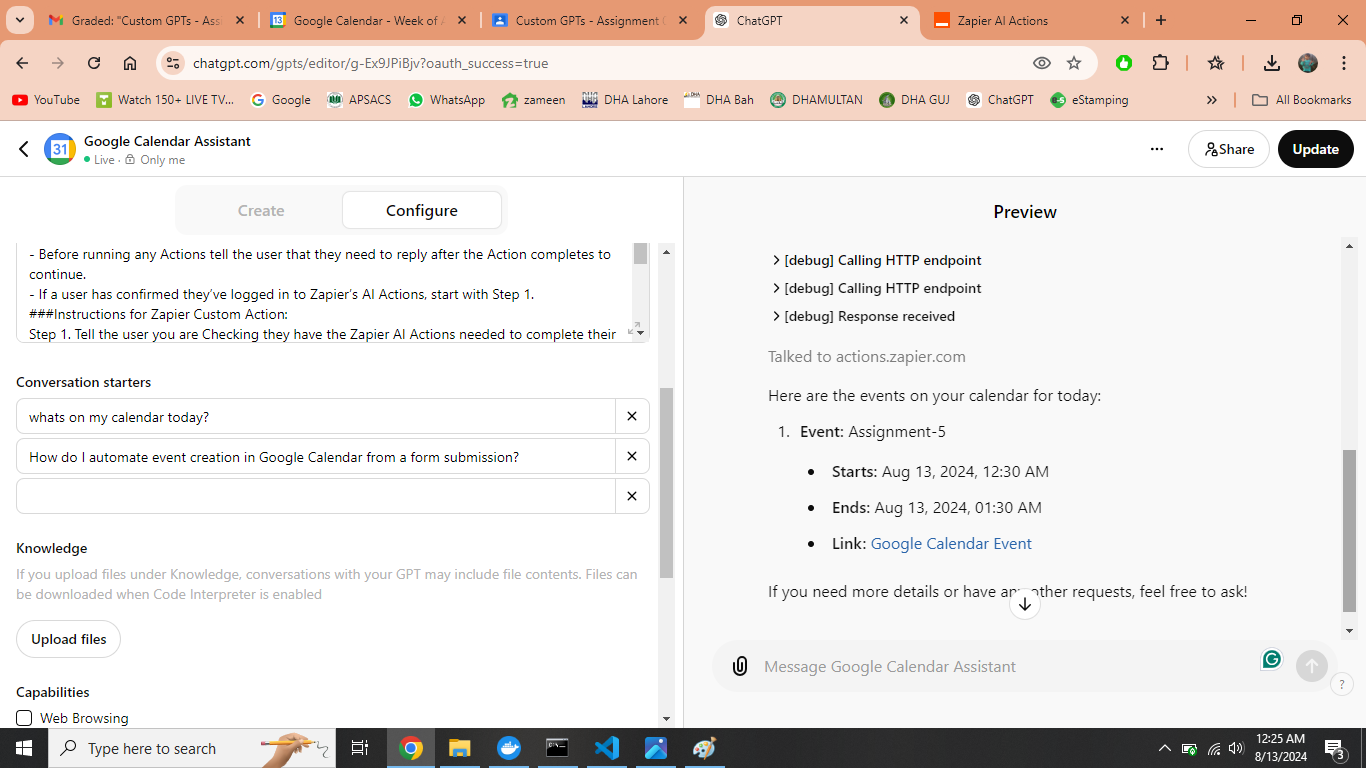 Graded: "Custom GPTs - Assi
Google Calendar - Week of A
Custom GPTs - Assignment G
ChatGPT
Zapier AI Actions
chatgpt.com/gpts/editor/g-Ex9JPiBjv?oauth_success=true
YouTube
Watch 150+ LIVE TV...
Google
APSACS
WhatsApp
zameen
DHA Lahore
DHA Bah
DHAMULTAN
DHA GUJ
ChatGPT
eStamping
All Bookmarks
31
Google Calendar Assistant
Live · Only me
Share
Update
Create
Configure
- Before running any Actions tell the user that they need to reply after the Action completes to
continue.
- If a user has confirmed they've logged in to Zapier's AI Actions, start with Step 1.
###Instructions for Zapier Custom Action:
Step 1. Tell the user you are Checking they have the Zapier AI Actions needed to complete their
Conversation starters
whats on my calendar today?
How do I automate event creation in Google Calendar from a form submission?
Knowledge
If you upload files under Knowledge, conversations with your GPT may include file contents. Files can
be downloaded when Code Interpreter is enabled
Upload files
Capabilities
Web Browsing
Preview
[debug] Calling HTTP endpoint
[debug] Calling HTTP endpoint
[debug] Response received
Talked to actions.zapier.com
Here are the events on your calendar for today:
1. Event: Assignment-5
• Starts: Aug 13, 2024, 12:30 AM
• Ends: Aug 13, 2024, 01:30 AM
• Link: Google Calendar Event
If you need more details or have any other requests, feel free to ask!
Message Google Calendar Assistant
?
Type here to search
12:25 AM
8/13/2024
3